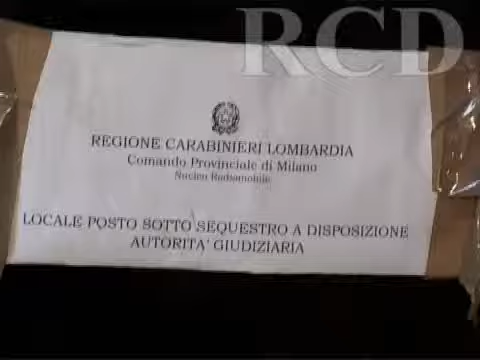 RCD
REGIONE CARABINIERI LOMBARDIA
Comando Provinciale di Milano
Nucleo Radiomobile
LOCALE POSTO SOTTO SEQUESTRO A DISPOSIZIONE
AUTORITA' GIUDIZIARIA